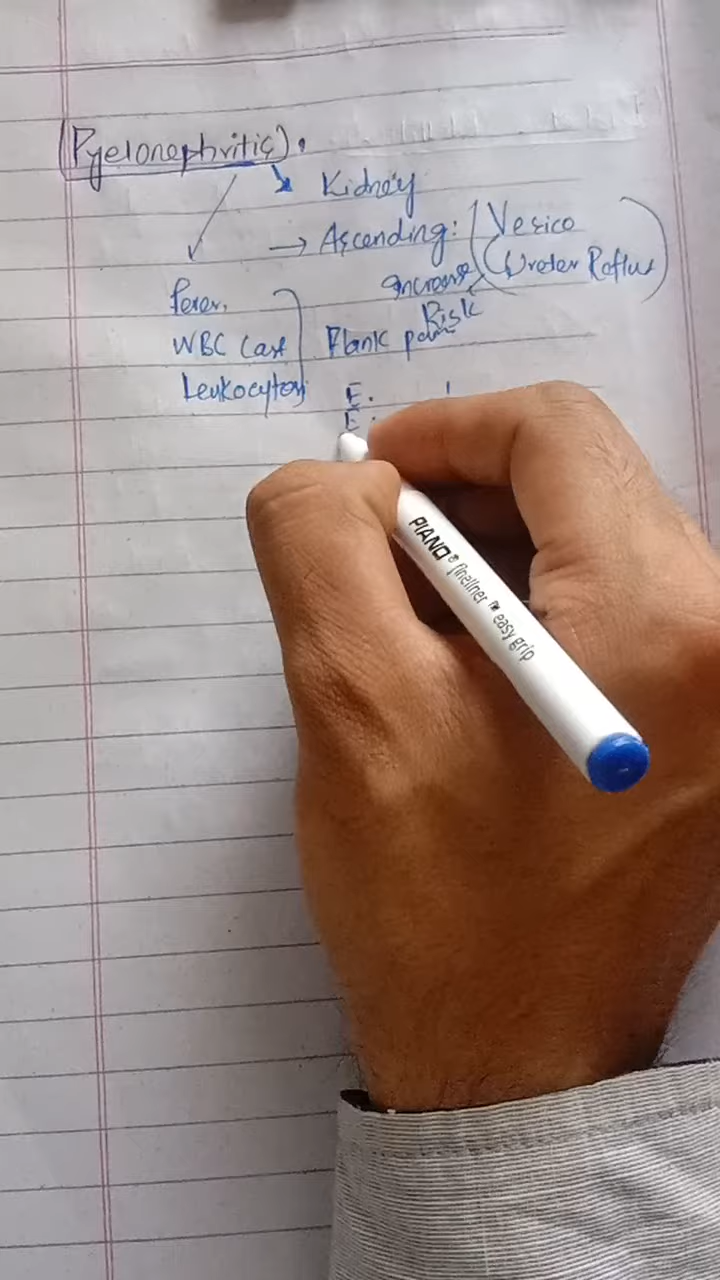 (Pyelonephritis).
Kidney
→ Ascending: (Vesico
Ureter Reflux)
Increase
Risk
fever,
WBC Cast
Leukocytosis
Flank pain
E.
E.
PIANO® fineliner easy grip